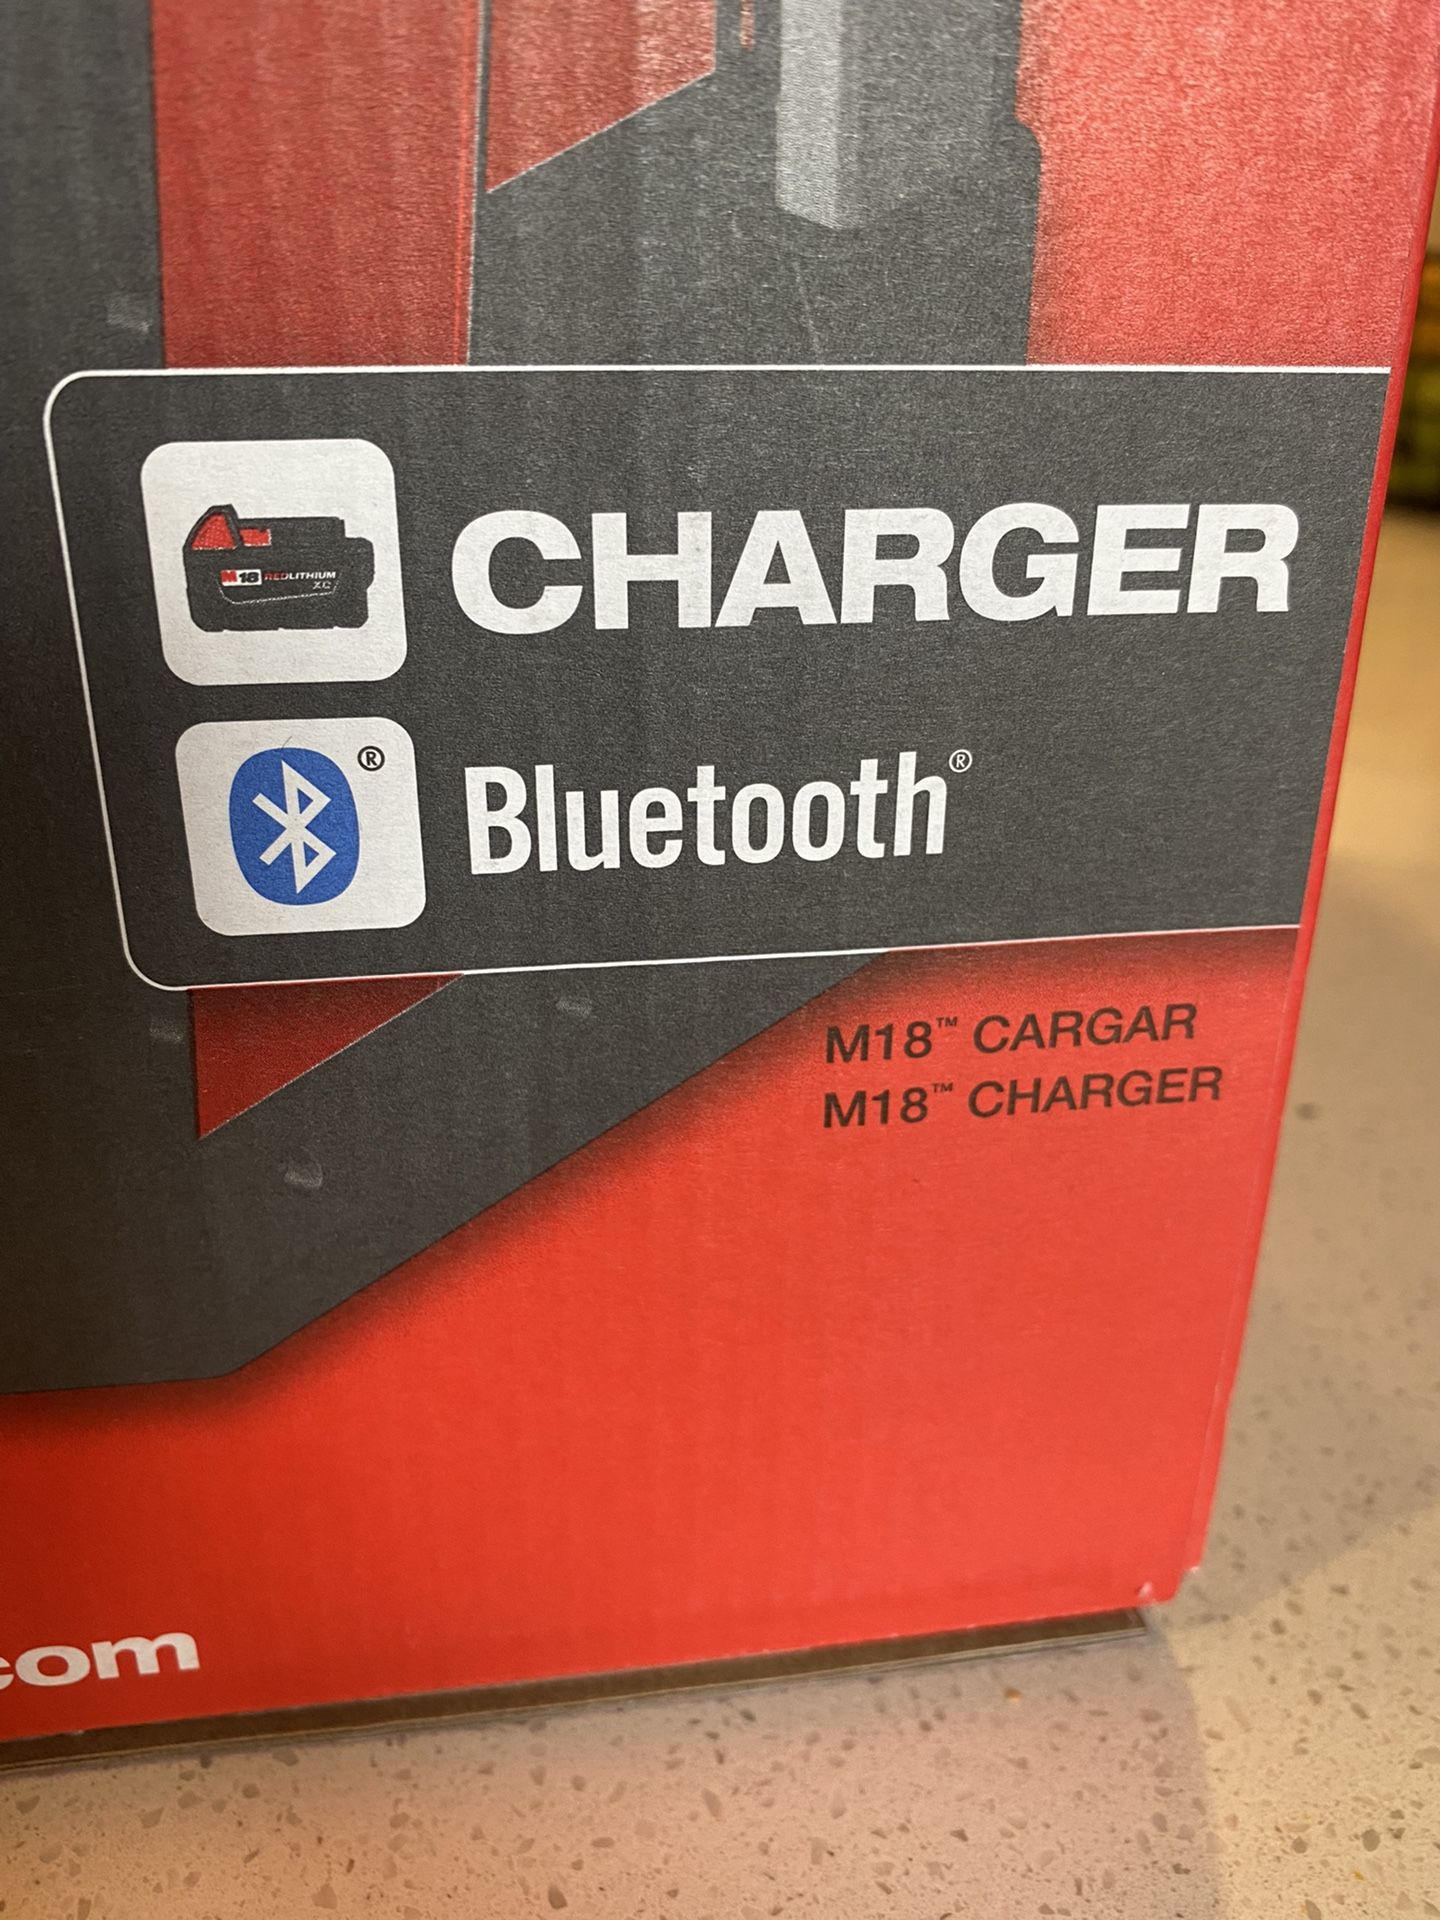 M18 REDLITHIUM
XC
CHARGER
®
Bluetooth®
M18™ CARGAR
M18™ CHARGER
com